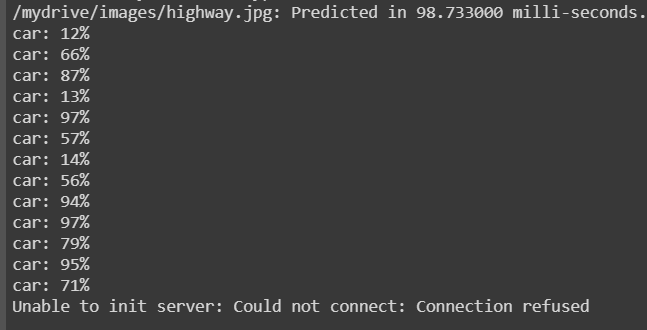 /mydrive/images/highway.jpg: Predicted in 98.733000 milli-seconds.
car: 12%
car: 66%
car: 87%
car: 13%
car: 97%
car: 57%
car: 14%
car: 56%
car: 94%
car: 97%
car: 79%
car: 95%
car: 71%
Unable to init server: Could not connect: Connection refused